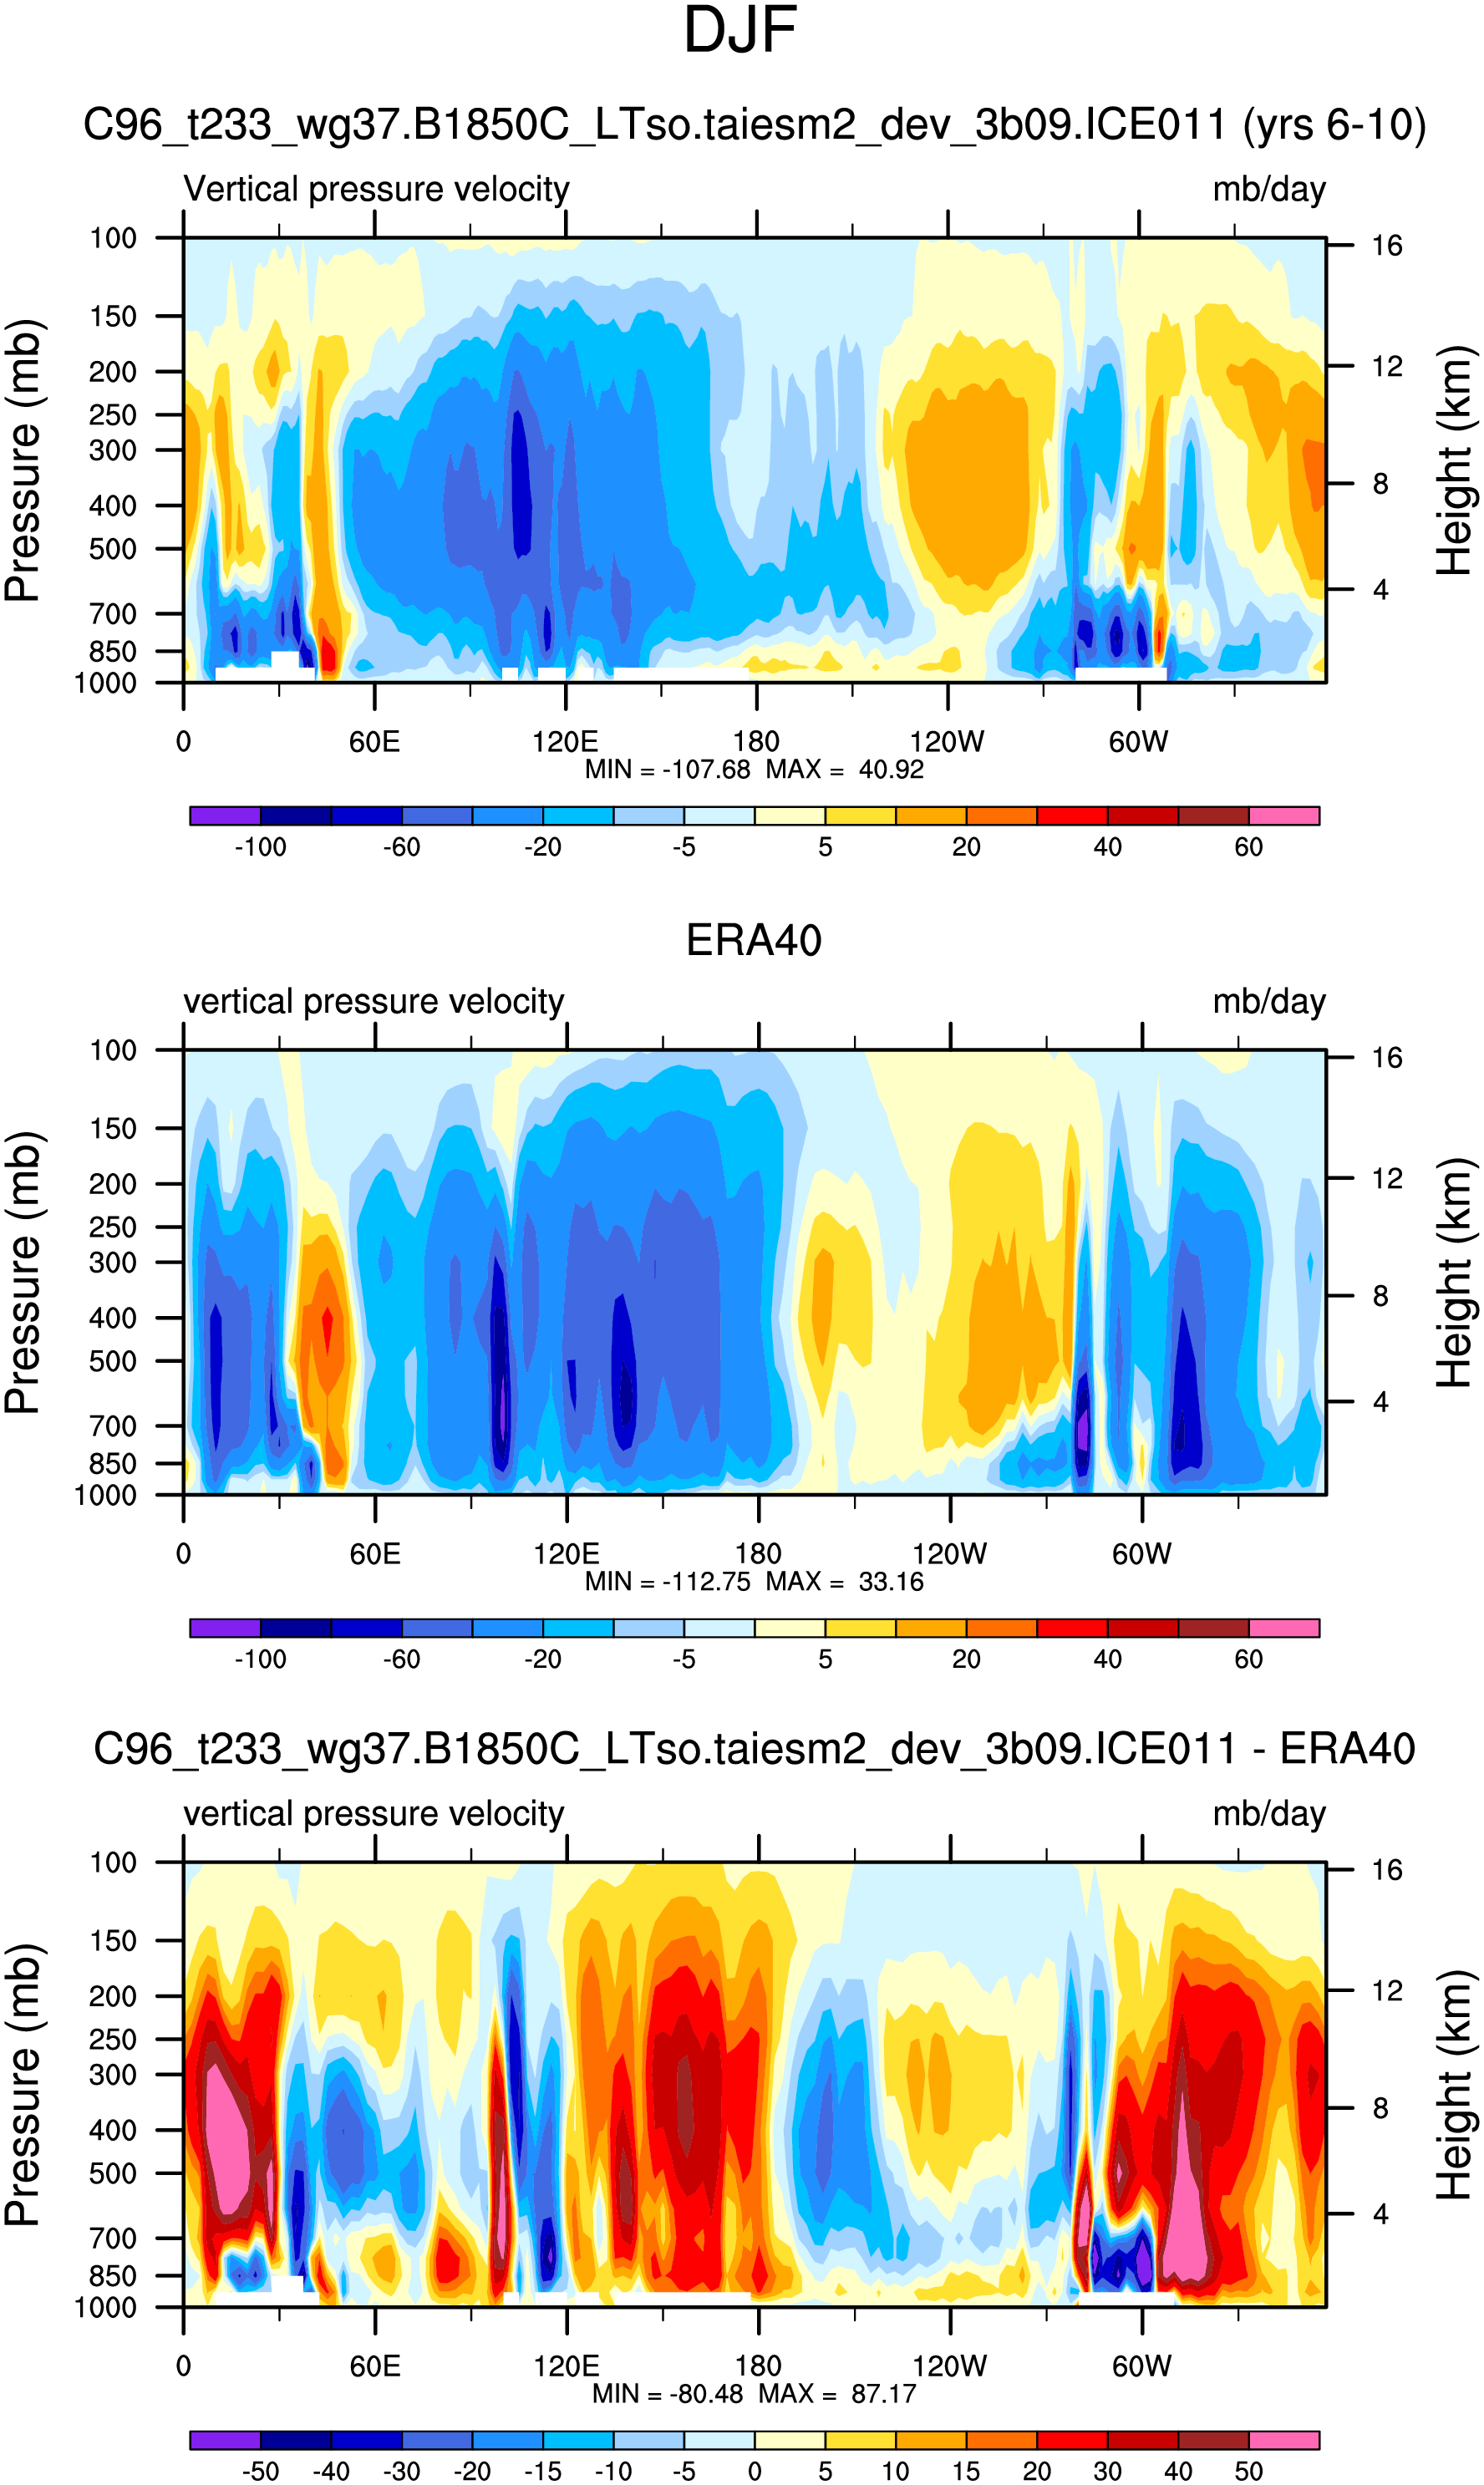 DJF
C96_t233_wg37.B1850C_LTso.taiesm2_dev_3b09.ICE011 (yrs 6-10)
Vertical pressure velocity mb/day
Pressure (mb)
100
150
200
250
300
400
500
700
850
1000
16
12
8
4
Height (km)
0 60E 120E 180 120W 60W
MIN = -107.68 MAX = 40.92
-100 -60 -20 -5 5 20 40 60
ERA40
vertical pressure velocity mb/day
Pressure (mb)
100
150
200
250
300
400
500
700
850
1000
16
12
8
4
Height (km)
0 60E 120E 180 120W 60W
MIN = -112.75 MAX = 33.16
-100 -60 -20 -5 5 20 40 60
C96_t233_wg37.B1850C_LTso.taiesm2_dev_3b09.ICE011 - ERA40
vertical pressure velocity mb/day
Pressure (mb)
100
150
200
250
300
400
500
700
850
1000
16
12
8
4
Height (km)
0 60E 120E 180 120W 60W
MIN = -80.48 MAX = 87.17
-50 -40 -30 -20 -15 -10 -5 0 5 10 15 20 30 40 50